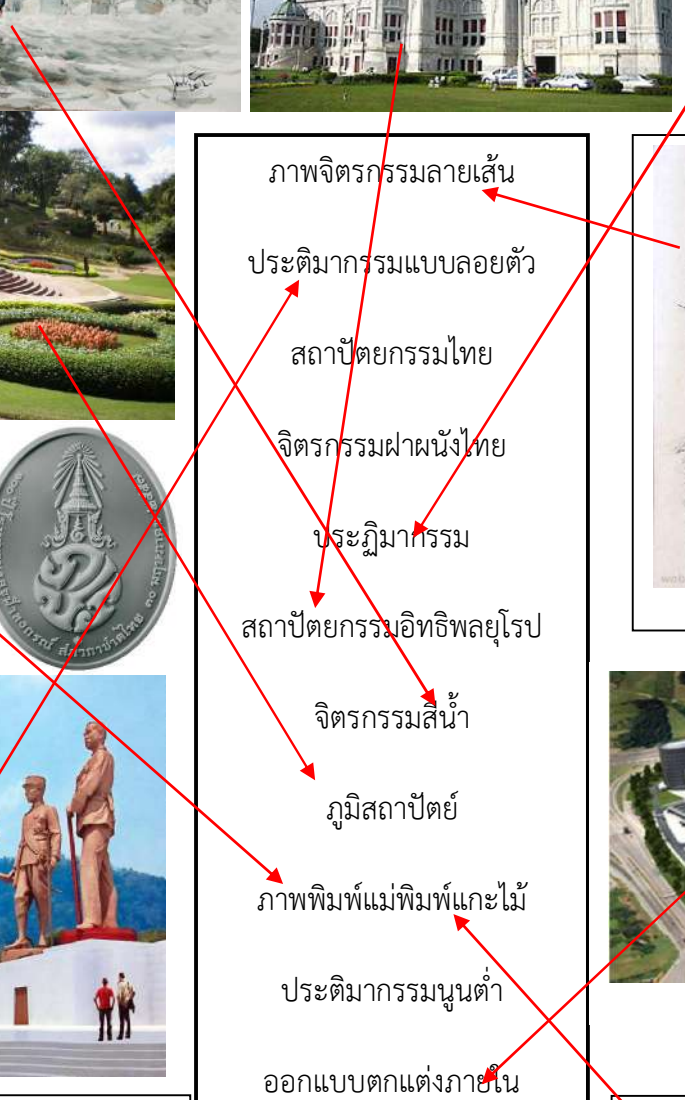 ภาพจิตรกรรมลายเส้น
ประติมากรรมแบบลอยตัว
สถาปัตยกรรมไทย
จิตรกรรมฝาผนังไทย
ประฏิมากรรม
สถาปัตยกรรมอิทธิพลยุโรป
จิตรกรรมสีน้ำ
ภูมิสถาปัตย์
ภาพพิมพ์แม่พิมพ์แกะไม้
ประติมากรรมนูนต่ำ
ออกแบบตกแต่งภายใน